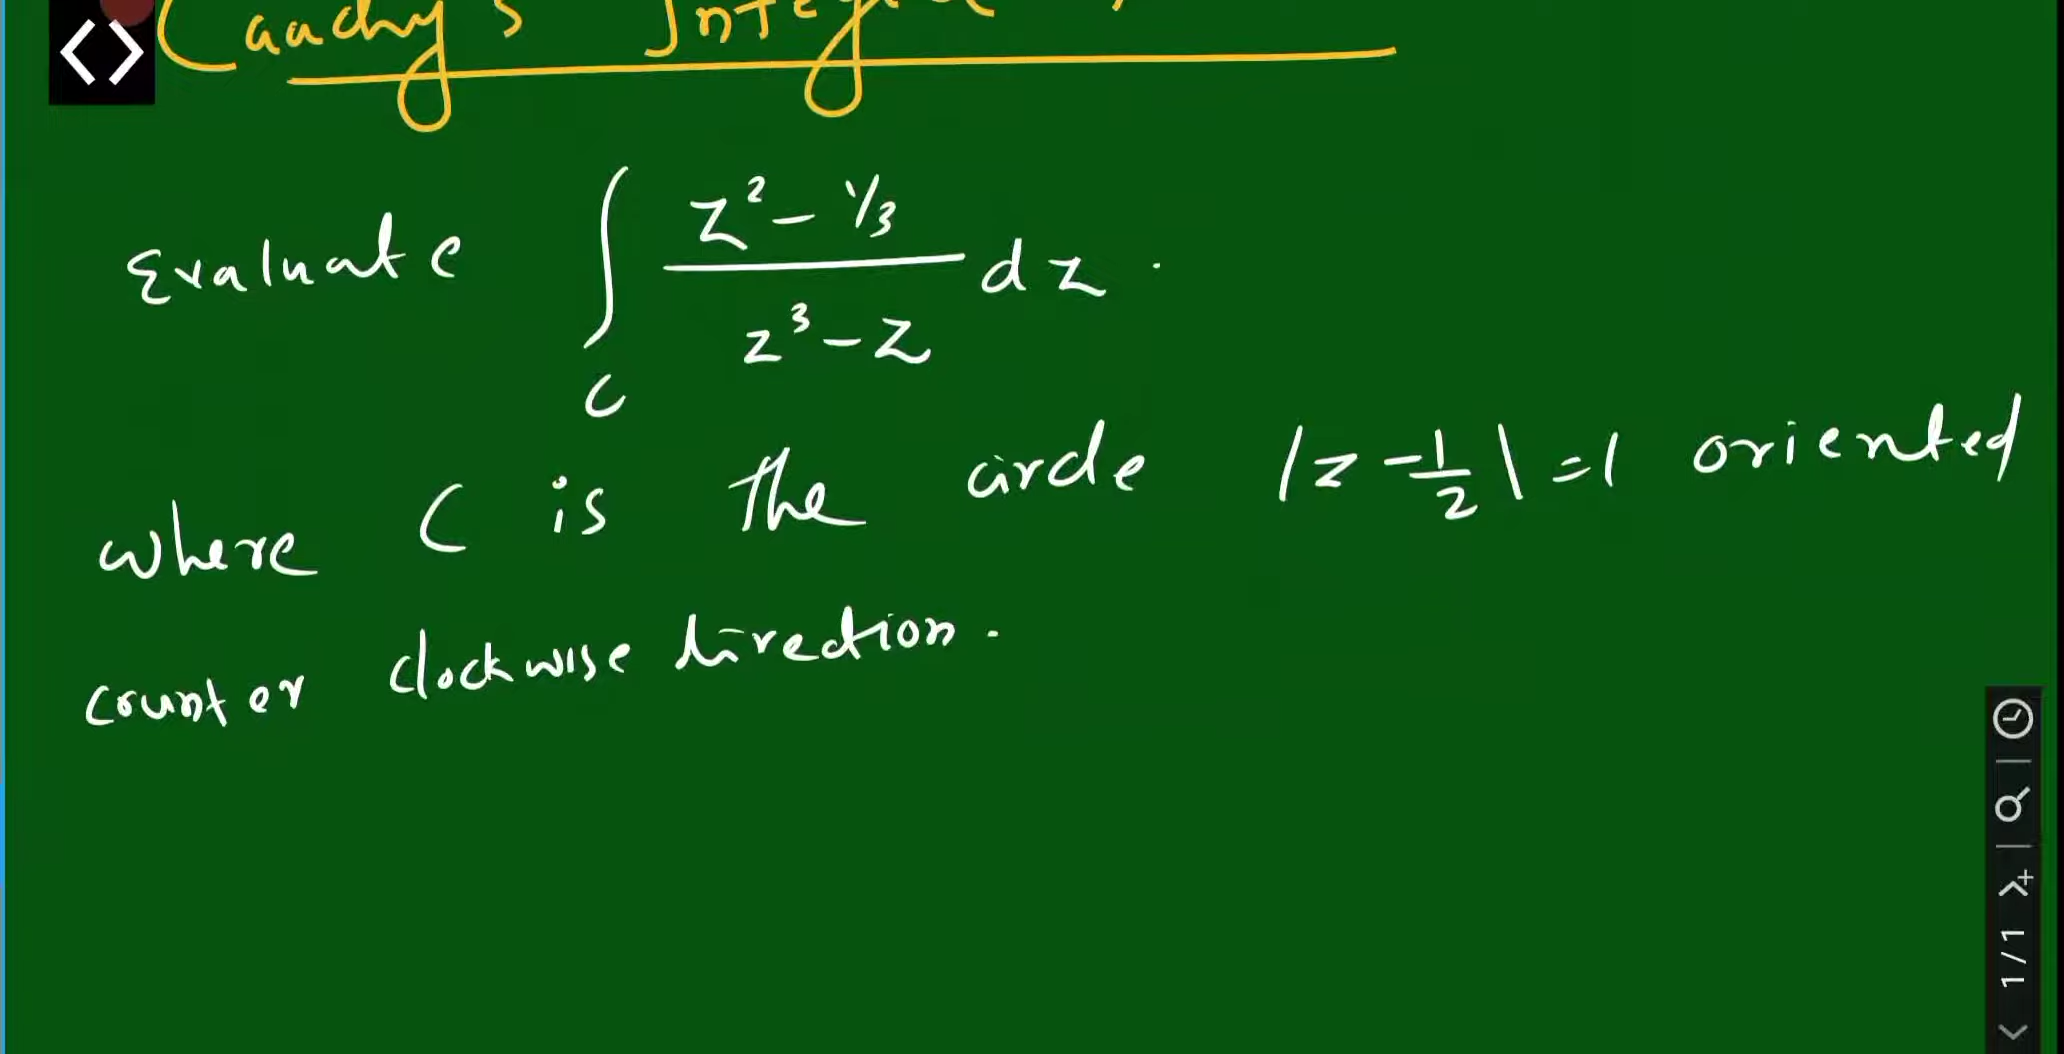 Cauchy's Integral
Evaluate ∫_C (z² - 1/3)/(z³ - z) dz .
where C is the circle |z - 1/2| = 1 oriented
counter clockwise direction.
< 1/1 >+